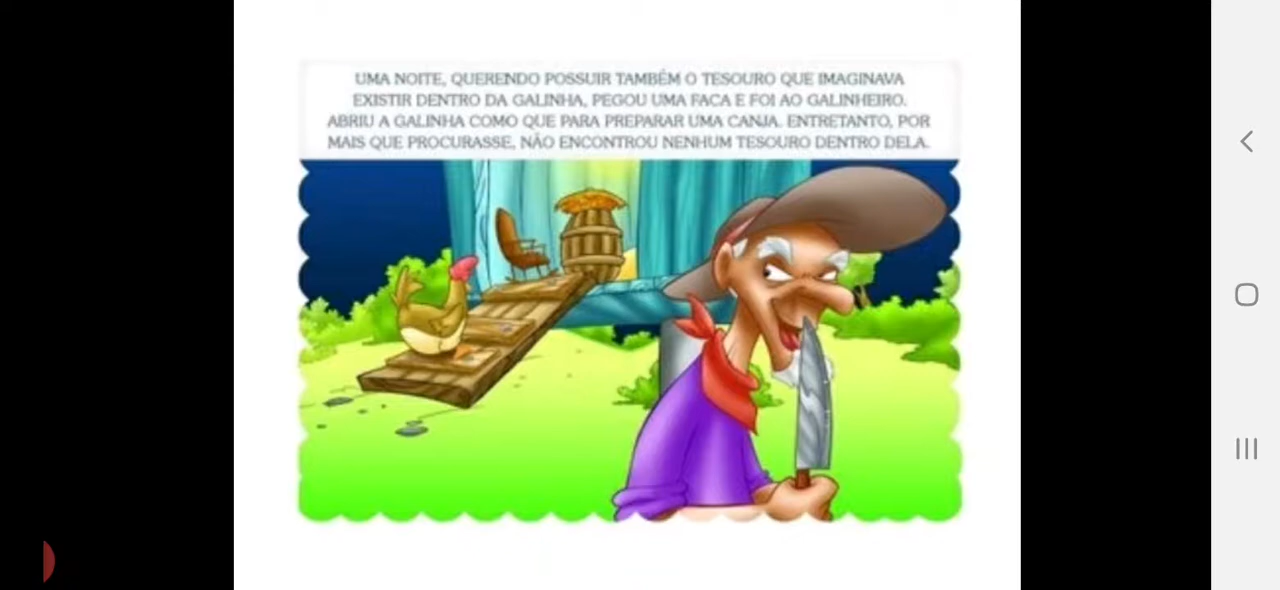 UMA NOITE, QUERENDO POSSUIR TAMBÉM O TESOURO QUE IMAGINAVA
EXISTIR DENTRO DA GALINHA, PEGOU UMA FACA E FOI AO GALINHEIRO.
ABRIU A GALINHA COMO QUE PARA PREPARAR UMA CANJA. ENTRETANTO, POR
MAIS QUE PROCURASSE, NÃO ENCONTROU NENHUM TESOURO DENTRO DELA.